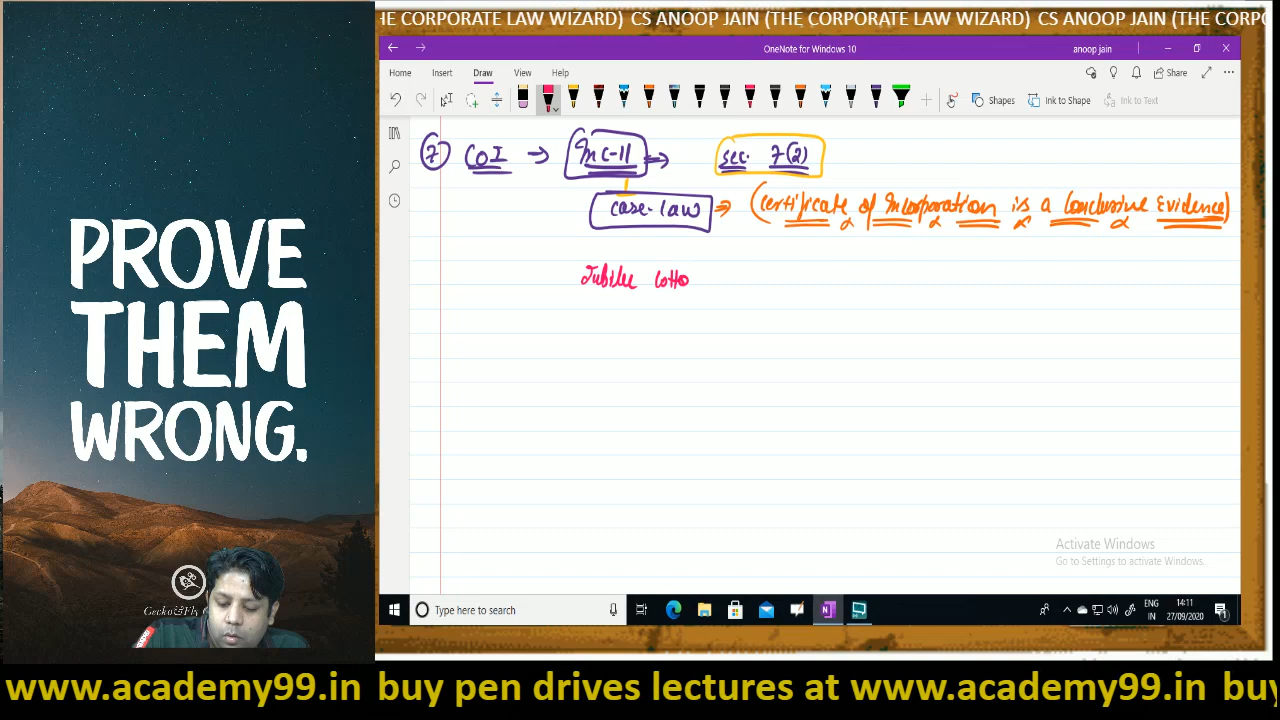 HE CORPORATE LAW WIZARD) CS ANOOP JAIN (THE CORPORATE LAW WIZARD) CS ANOOP JAIN (THE CORPO
OneNote for Windows 10
anoop jain
Home Insert Draw View Help
Share
Shapes Ink to Shape Ink to Text
7 COI → INC-11 ⇒ sec. 7(2)
case-law ⇒ (Certificate of Incorporation is a Conclusive Evidence)
Jubilee Cotto
PROVE
THEM
WRONG.
Gecko&Fly
Activate Windows
Go to Settings to activate Windows.
Type here to search
ENG
IN
14:11
27/09/2020
1
www.academy99.in buy pen drives lectures at www.academy99.in buy